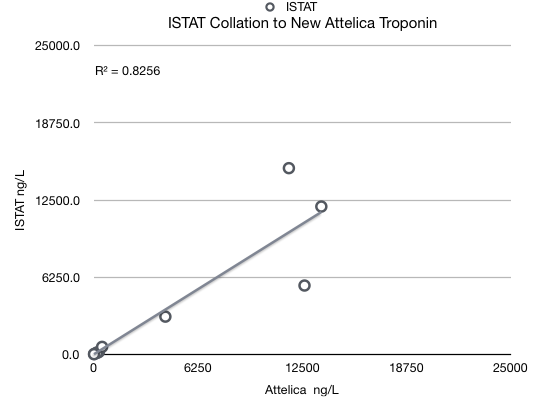 ISTAT
ISTAT Collation to New Attelica Troponin
25000.0
R² = 0.8256
18750.0
12500.0
ISTAT ng/L
6250.0
0.0
0
6250
12500
18750
25000
Attelica ng/L